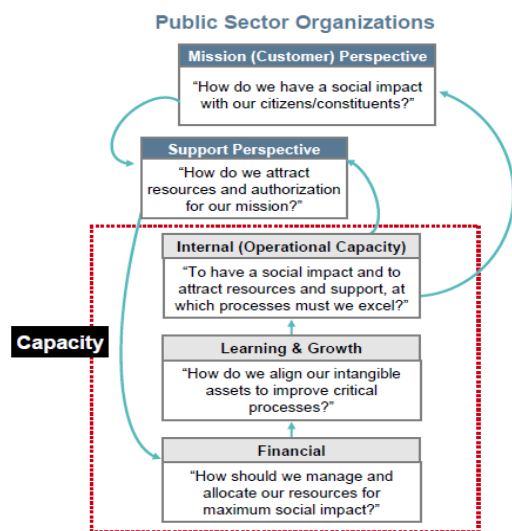 Public Sector Organizations
Mission (Customer) Perspective
“How do we have a social impact
with our citizens/constituents?”
Support Perspective
“How do we attract
resources and authorization
for our mission?”
Internal (Operational Capacity)
“To have a social impact and to
attract resources and support, at
which processes must we excel?”
Capacity
Learning & Growth
“How do we align our intangible
assets to improve critical
processes?”
Financial
“How should we manage and
allocate our resources for
maximum social impact?”